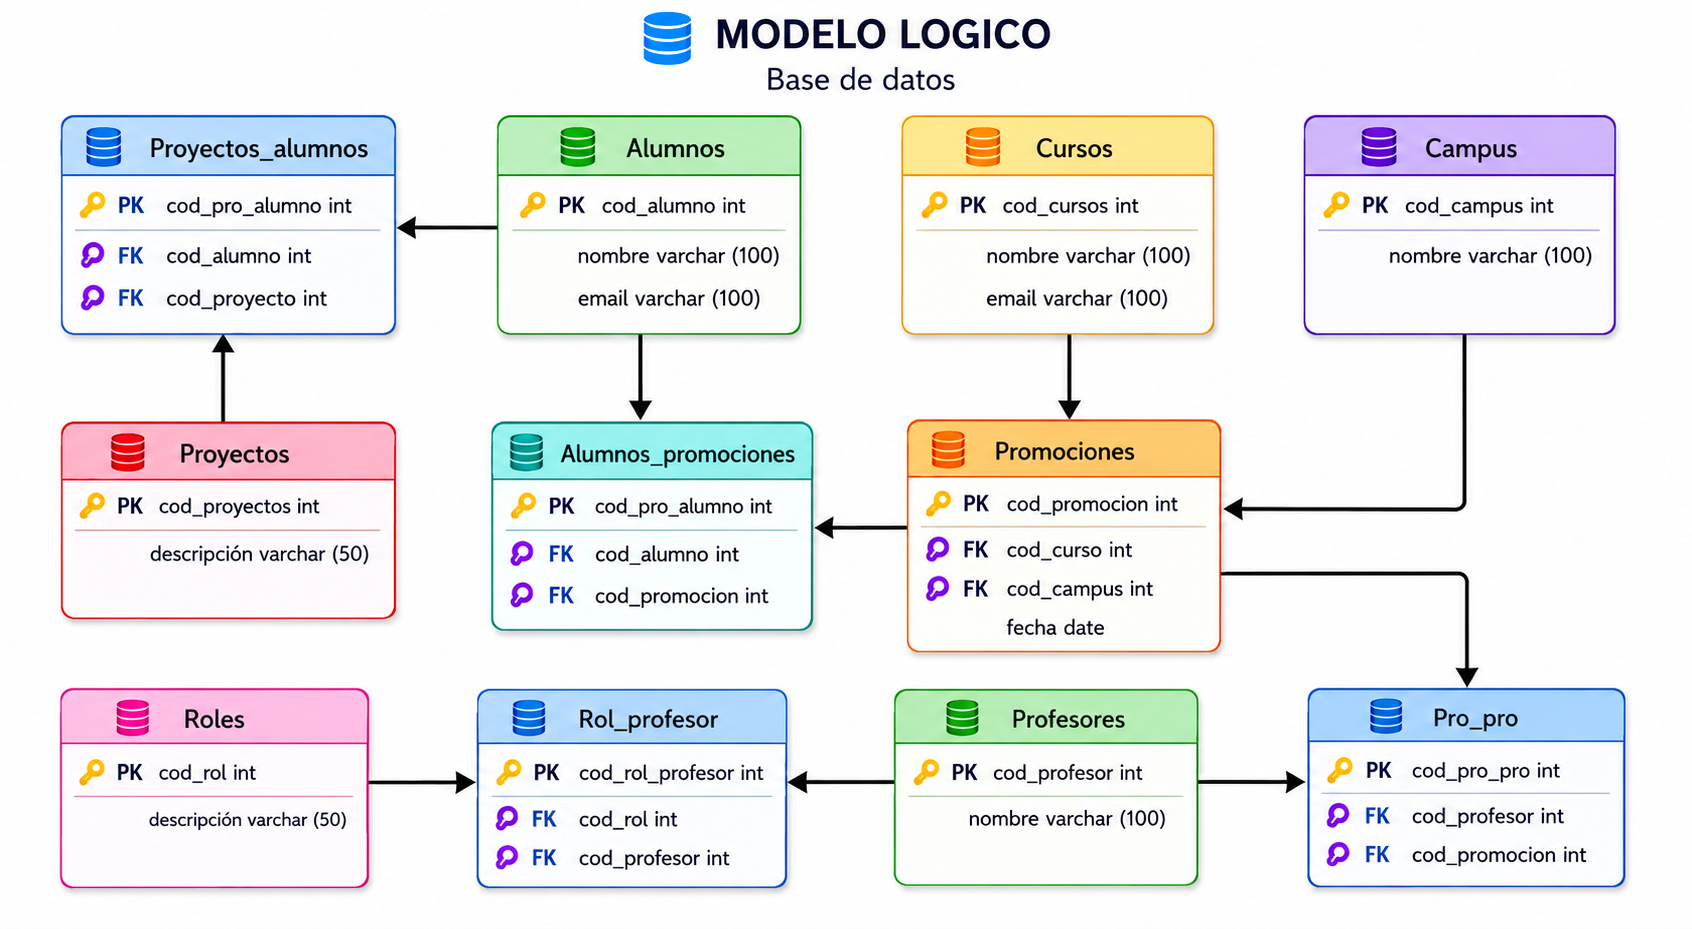 MODELO LOGICO
Base de datos
Proyectos_alumnos
PK cod_pro_alumno int
FK cod_alumno int
FK cod_proyecto int
Alumnos
PK cod_alumno int
nombre varchar (100)
email varchar (100)
Cursos
PK cod_cursos int
nombre varchar (100)
email varchar (100)
Campus
PK cod_campus int
nombre varchar (100)
Proyectos
PK cod_proyectos int
descripción varchar (50)
Alumnos_promociones
PK cod_pro_alumno int
FK cod_alumno int
FK cod_promocion int
Promociones
PK cod_promocion int
FK cod_curso int
FK cod_campus int
fecha date
Roles
PK cod_rol int
descripción varchar (50)
Rol_profesor
PK cod_rol_profesor int
FK cod_rol int
FK cod_profesor int
Profesores
PK cod_profesor int
nombre varchar (100)
Pro_pro
PK cod_pro_pro int
FK cod_profesor int
FK cod_promocion int